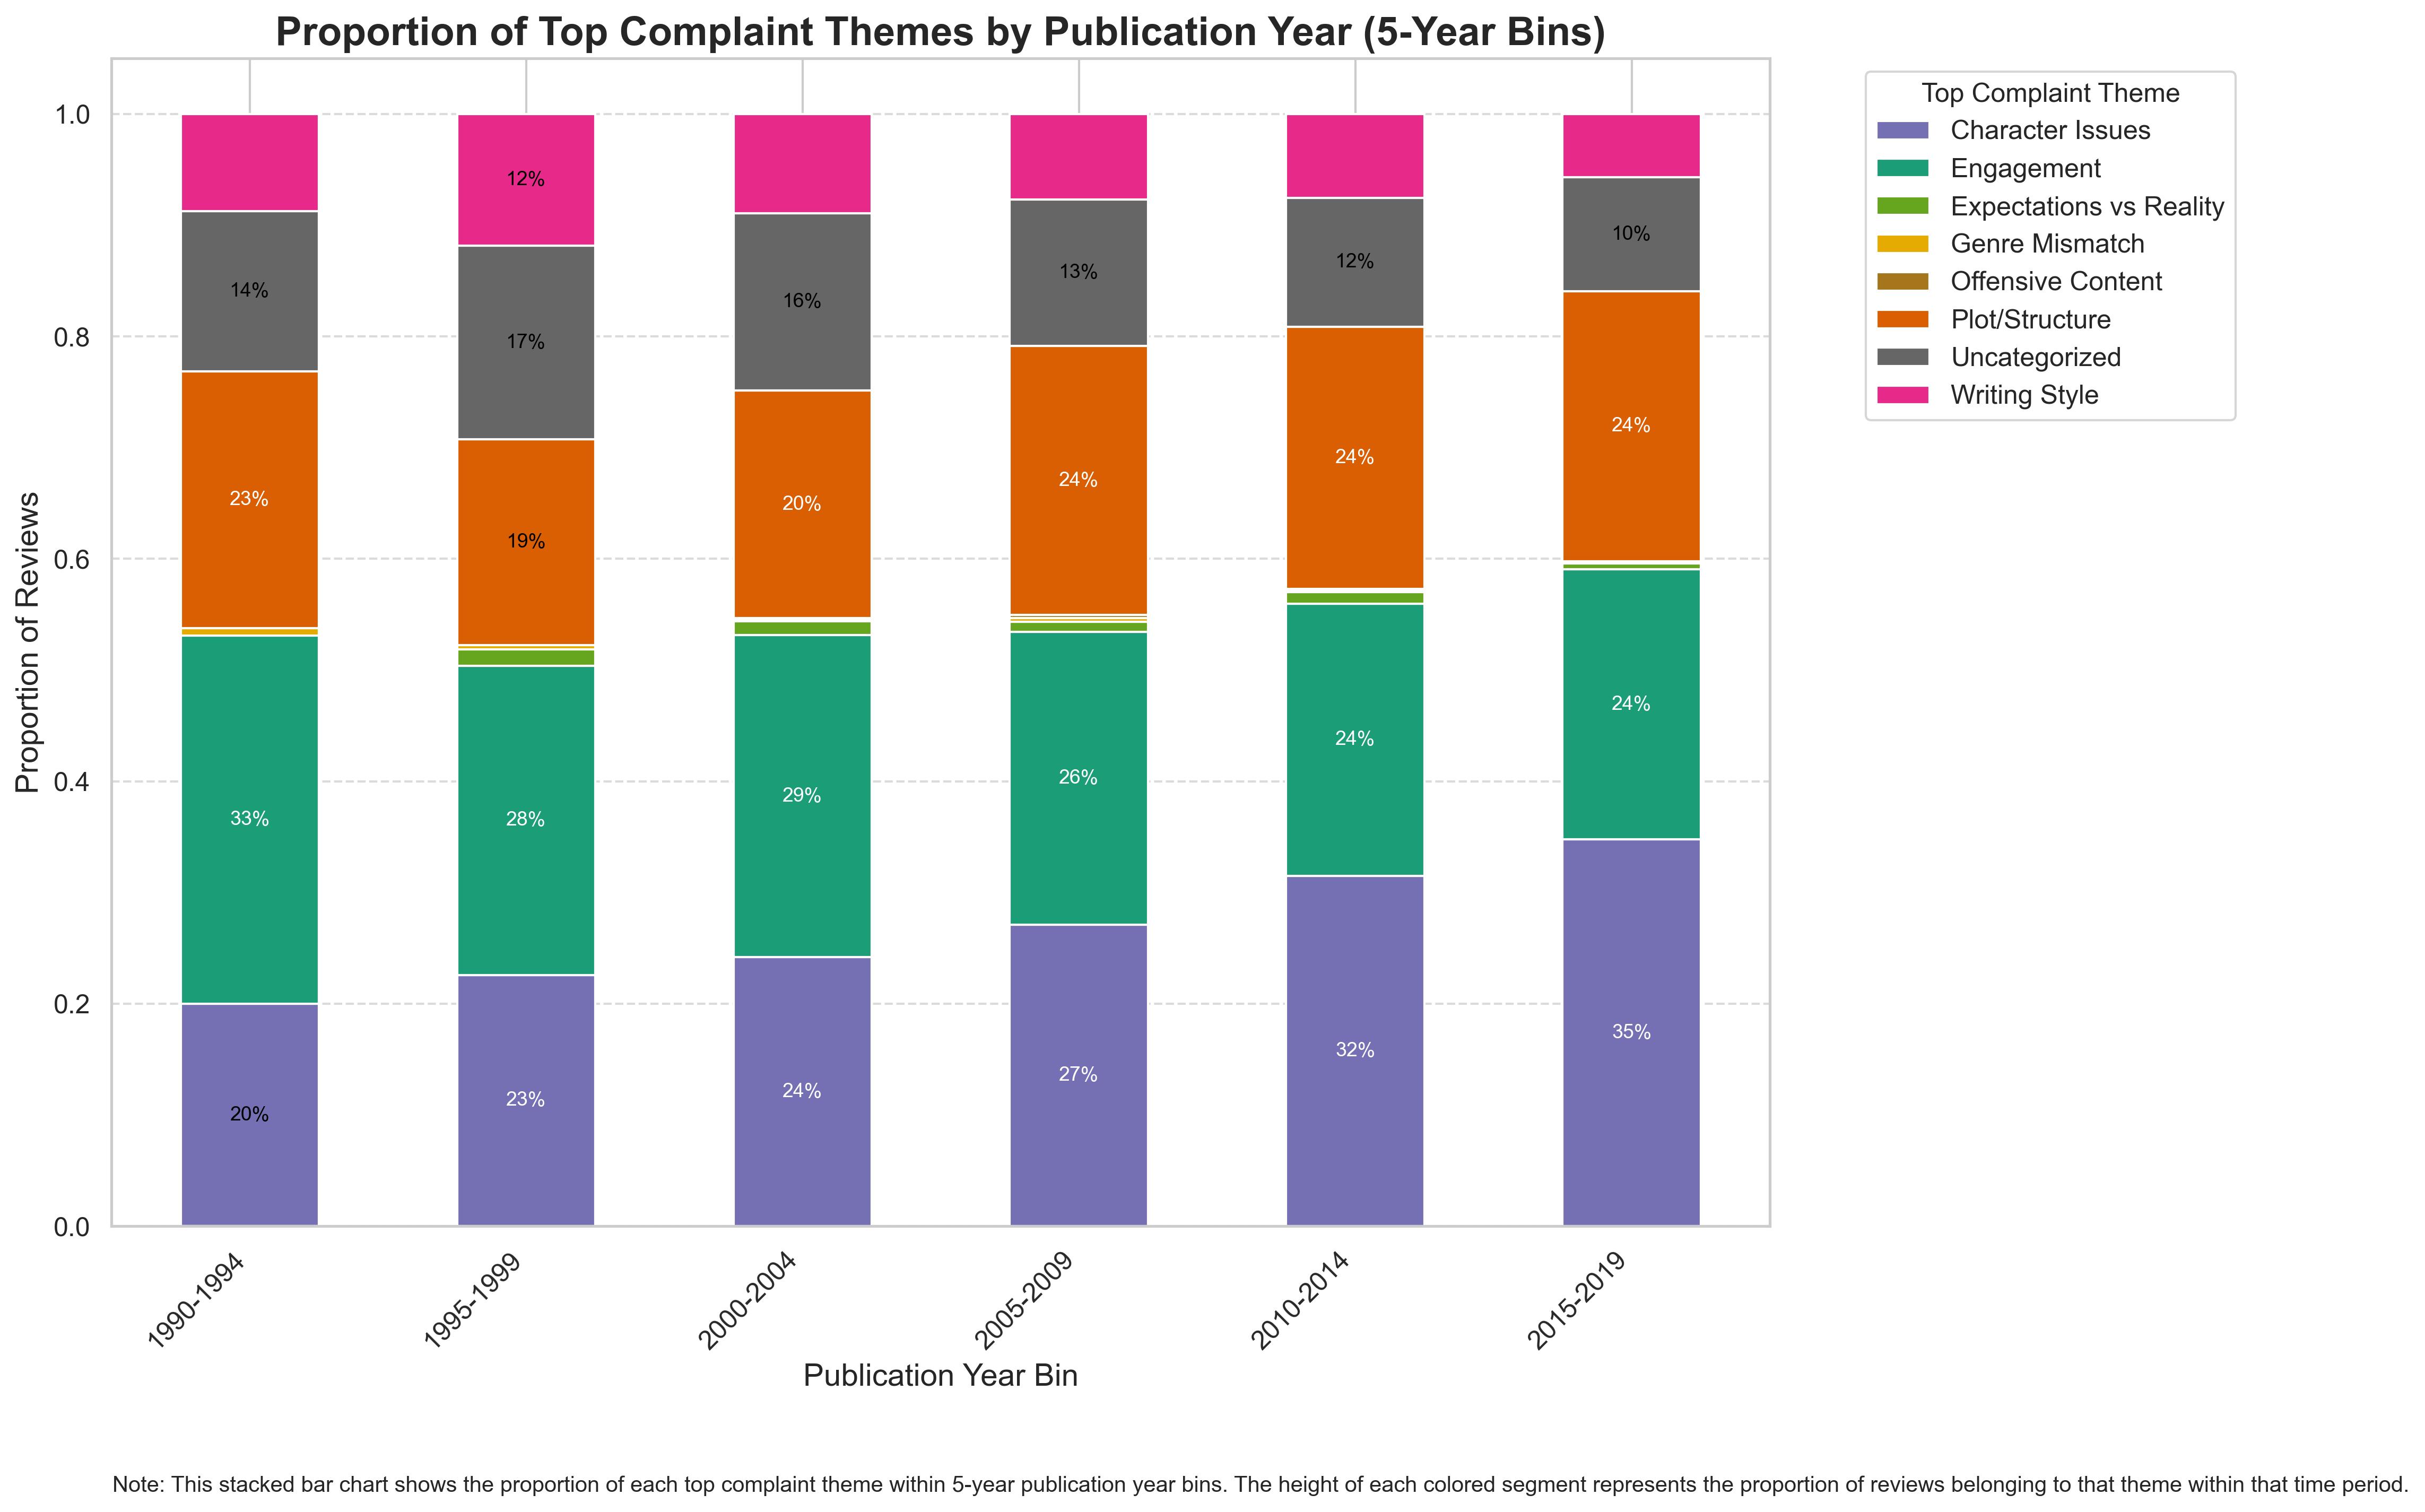 Proportion of Top Complaint Themes by Publication Year (5-Year Bins)
Top Complaint Theme
Character Issues
Engagement
Expectations vs Reality
Genre Mismatch
Offensive Content
Plot/Structure
Uncategorized
Writing Style
Proportion of Reviews
1.0
0.8
0.6
0.4
0.2
0.0
14%
23%
33%
20%
12%
17%
19%
28%
23%
16%
20%
29%
24%
13%
24%
26%
27%
12%
24%
24%
32%
10%
24%
24%
35%
1990-1994
1995-1999
2000-2004
2005-2009
2010-2014
2015-2019
Publication Year Bin
Note: This stacked bar chart shows the proportion of each top complaint theme within 5-year publication year bins. The height of each colored segment represents the proportion of reviews belonging to that theme within that time period.